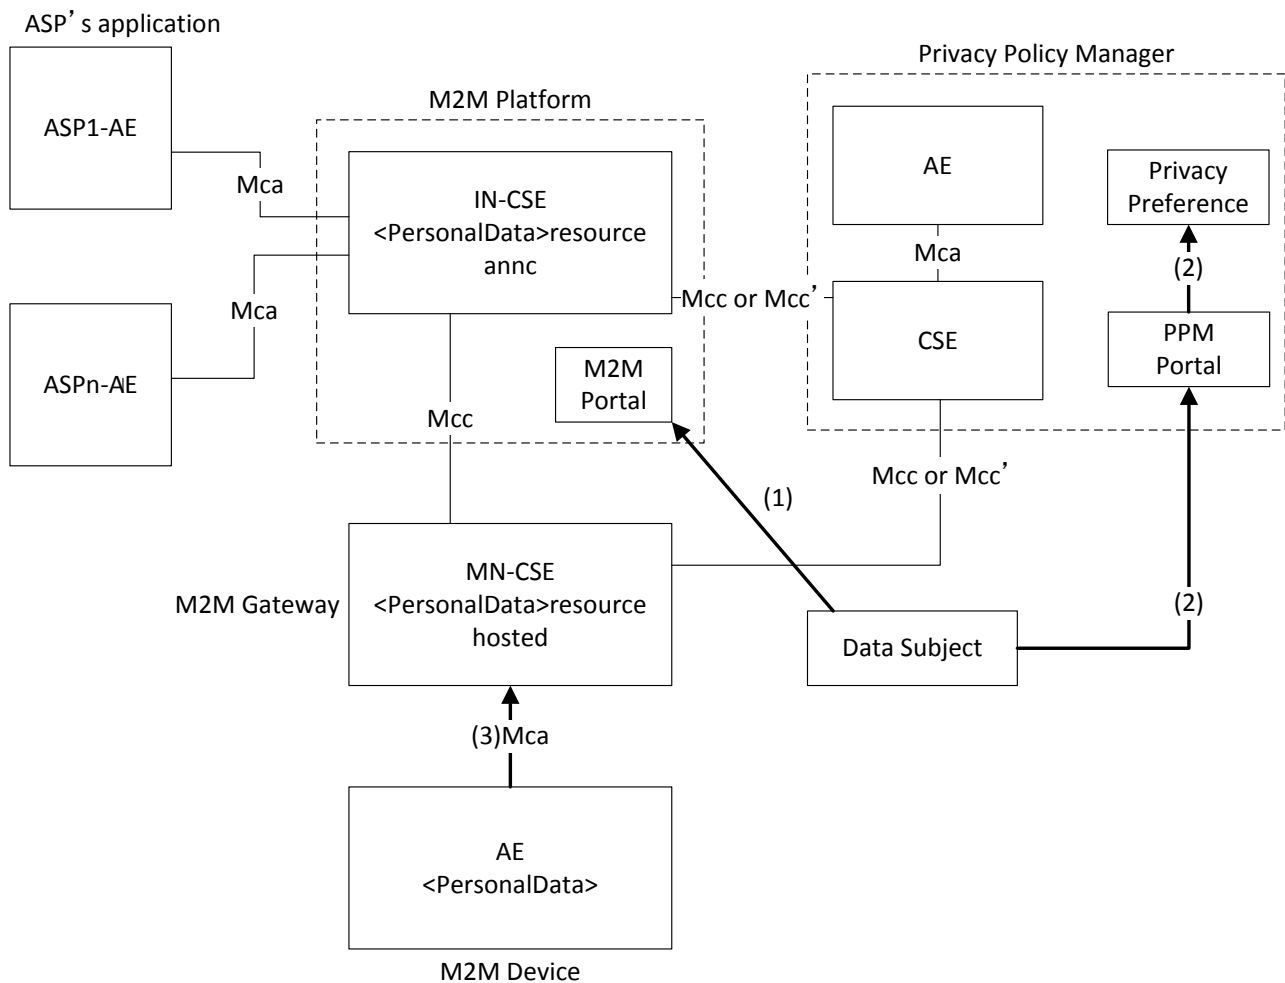 ASP’s application
Privacy Policy Manager
M2M Platform
ASP1-AE
AE
Privacy
Preference
Mca
IN-CSE
<PersonalData>resource
annc
Mca
(2)
Mcc or Mcc’
Mca
CSE
PPM
Portal
M2M
Portal
ASPn-AE
Mcc
Mcc or Mcc’
(1)
MN-CSE
<PersonalData>resource
hosted
M2M Gateway
(2)
Data Subject
(3)Mca
AE
<PersonalData>
M2M Device